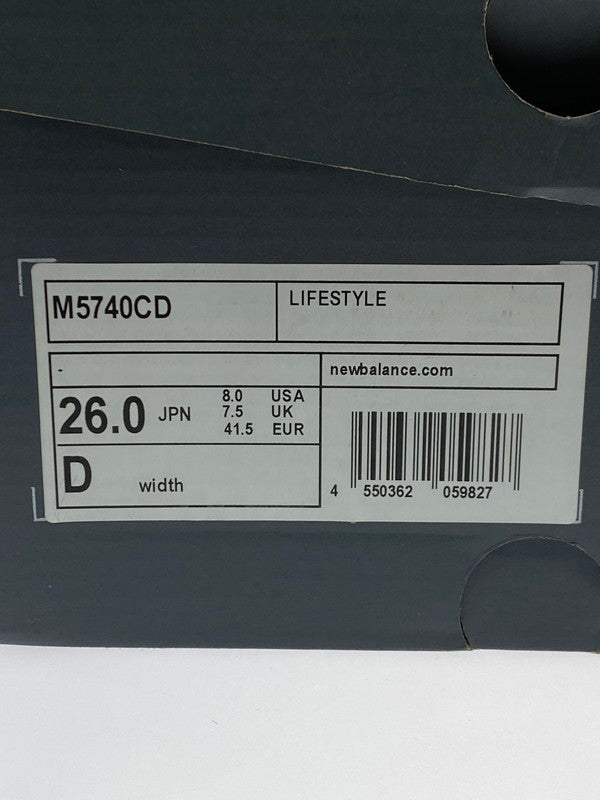 M5740CD
LIFESTYLE
-
newbalance.com
26.0 JPN
8.0 USA
7.5 UK
41.5 EUR
D width
4 550362 059827